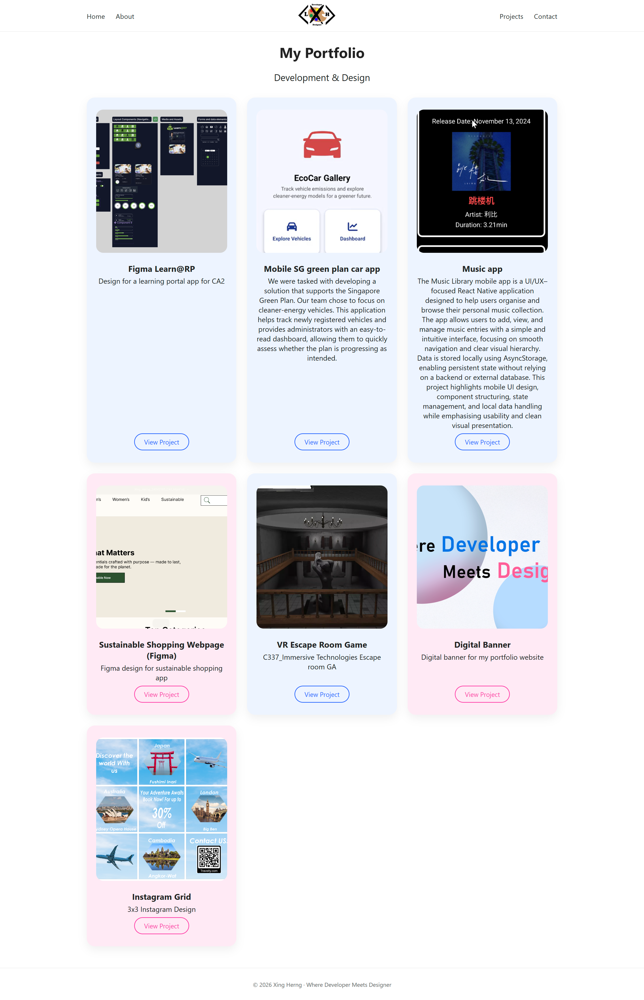 Home
About
Developer
L X H
Designer
Projects
Contact
My Portfolio
Development & Design
Layout Components (Navigatio...
Media and Assets
Forms and data elements
Learn@RP
S
Component 9
Figma Learn@RP
Design for a learning portal app for CA2
View Project
EcoCar Gallery
Track vehicle emissions and explore
cleaner-energy models for a greener future.
Explore Vehicles
Dashboard
Mobile SG green plan car app
We were tasked with developing a
solution that supports the Singapore
Green Plan. Our team chose to focus on
cleaner-energy vehicles. This application
helps track newly registered vehicles and
provides administrators with an easy-to-
read dashboard, allowing them to quickly
assess whether the plan is progressing as
intended.
View Project
Release Date: November 13, 2024
跳楼机
跳楼机
Artist: 利比
Duration: 3.21min
Music app
The Music Library mobile app is a UI/UX–
focused React Native application
designed to help users organise and
browse their personal music collection.
The app allows users to add, view, and
manage music entries with a simple and
intuitive interface, focusing on smooth
navigation and clear visual hierarchy.
Data is stored locally using AsyncStorage,
enabling persistent state without relying
on a backend or external database. This
project highlights mobile UI design,
component structuring, state
management, and local data handling
while emphasising usability and clean
visual presentation.
View Project
n's
Women's
Kid's
Sustainable
hat Matters
entials crafted with purpose — made to last,
ade for the planet.
nable Now
Sustainable Shopping Webpage
(Figma)
Figma design for sustainable shopping
app
View Project
VR Escape Room Game
C337_Immersive Technologies Escape
room GA
View Project
ere Developer
Meets Desig
Digital Banner
Digital banner for my portfolio website
View Project
Discover the
world With
us
Japan
Fushimi Inari
Australia
ydney Opera House
Your Adventure Awaits
Book Now! For up to
30%
Off
London
Big Ben
Cambodia
Angkor-Wat
Contact US
Travelly.com
Instagram Grid
3x3 Instagram Design
View Project
© 2026 Xing Herng · Where Developer Meets Designer